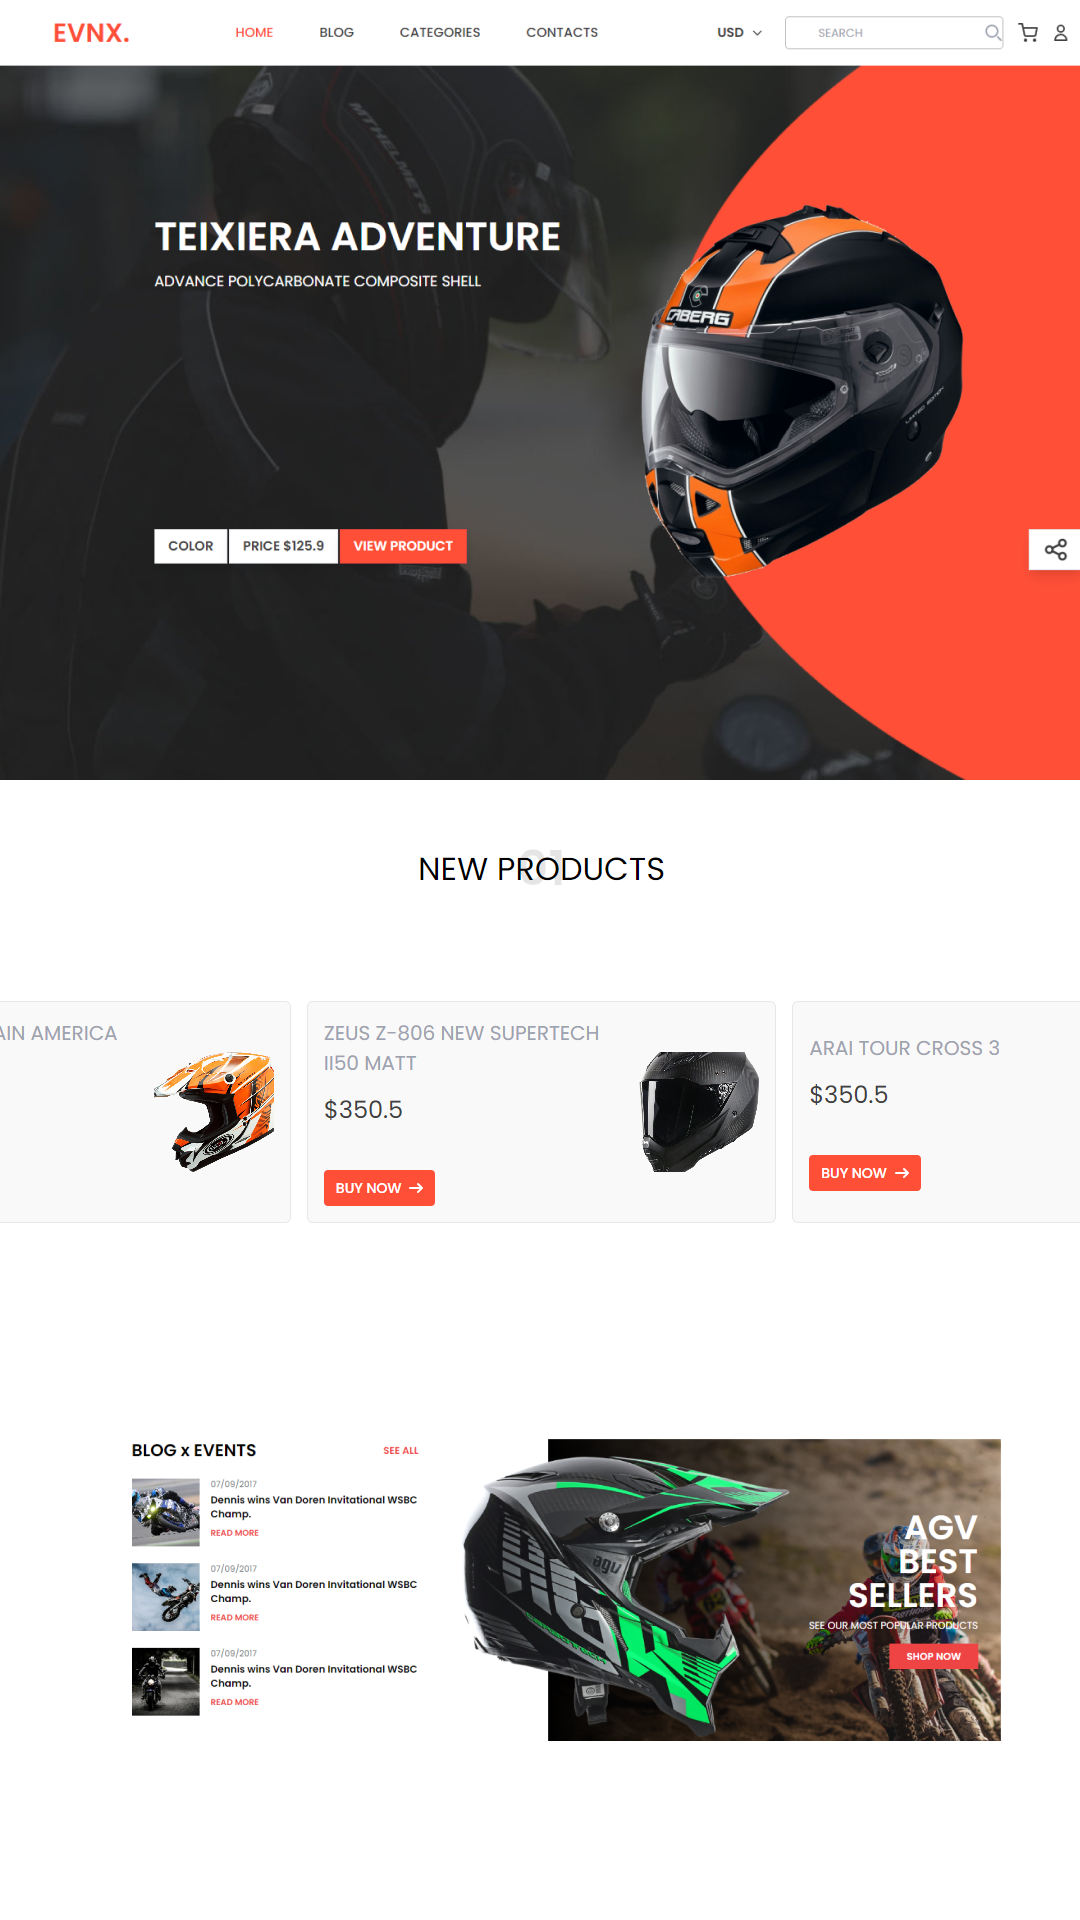 EVNX.
HOME
BLOG
CATEGORIES
CONTACTS
USD
SEARCH
MTHELMETS
TEIXIERA ADVENTURE
ADVANCE POLYCARBONATE COMPOSITE SHELL
CABERG
COLOR
PRICE $125.9
VIEW PRODUCT
01
NEW PRODUCTS
AIN AMERICA
ZEUS Z-806 NEW SUPERTECH
II50 MATT
$350.5
BUY NOW
ARAI TOUR CROSS 3
$350.5
BUY NOW
BLOG x EVENTS
SEE ALL
07/09/2017
Dennis wins Van Doren Invitational WSBC
Champ.
READ MORE
07/09/2017
Dennis wins Van Doren Invitational WSBC
Champ.
READ MORE
07/09/2017
Dennis wins Van Doren Invitational WSBC
Champ.
READ MORE
agv
AGV
BEST
SELLERS
SEE OUR MOST POPULAR PRODUCTS
SHOP NOW